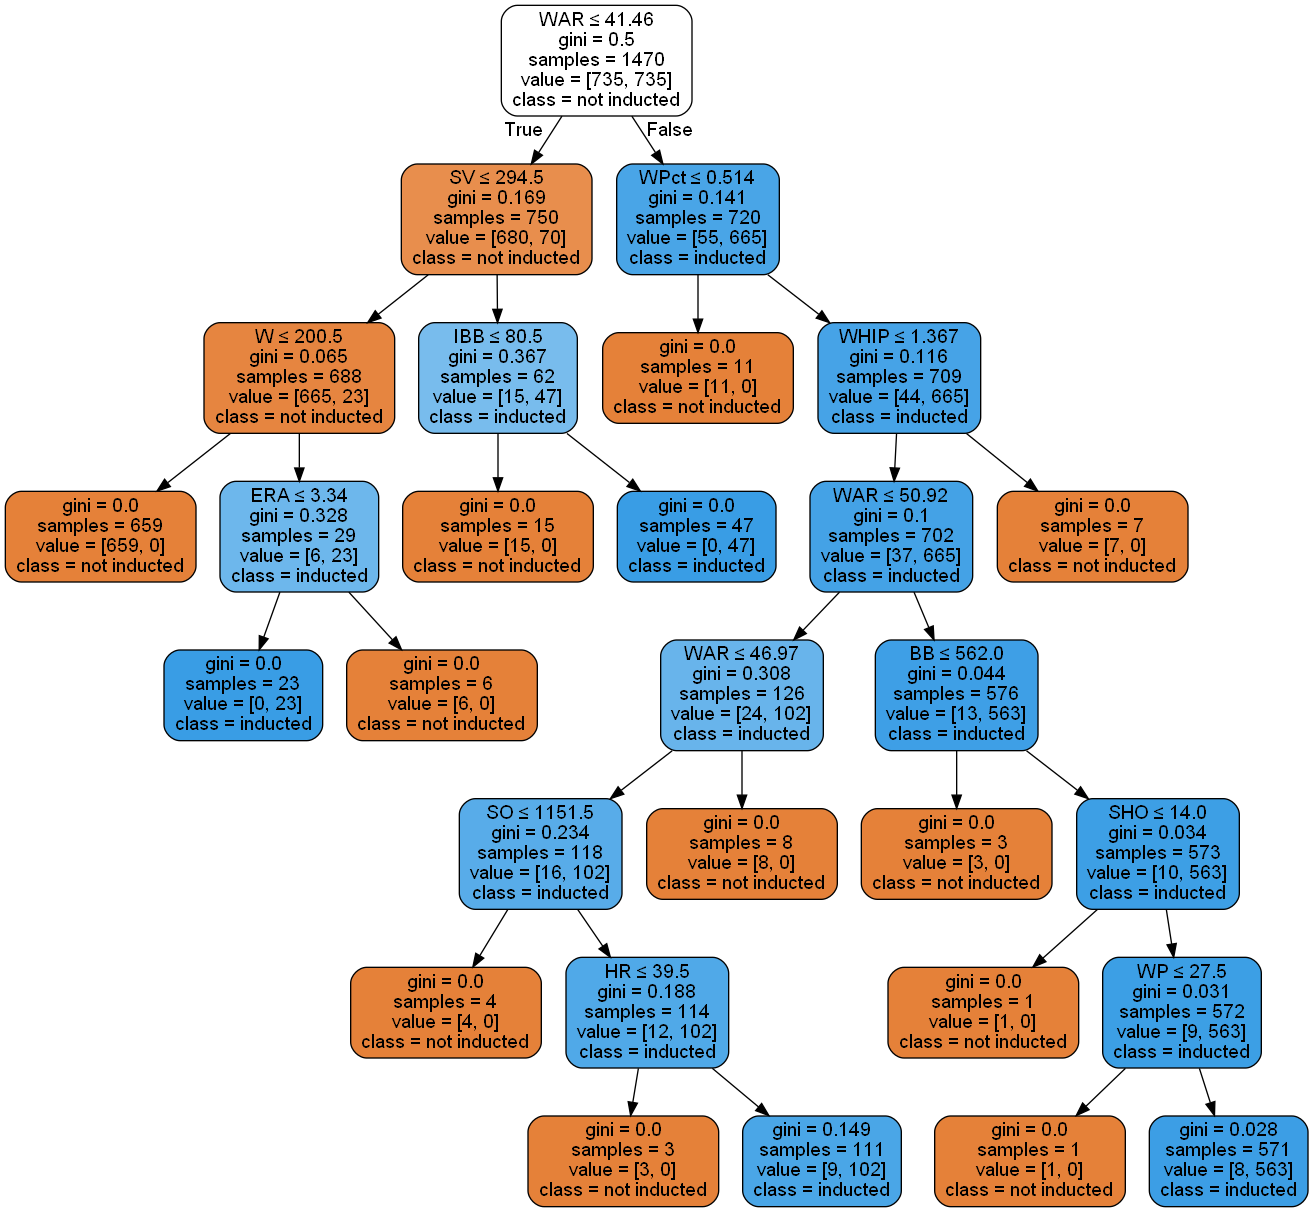 WAR ≤ 41.46
gini = 0.5
samples = 1470
value = [735, 735]
class = not inducted
True
False
SV ≤ 294.5
gini = 0.169
samples = 750
value = [680, 70]
class = not inducted
WPct ≤ 0.514
gini = 0.141
samples = 720
value = [55, 665]
class = inducted
W ≤ 200.5
gini = 0.065
samples = 688
value = [665, 23]
class = not inducted
IBB ≤ 80.5
gini = 0.367
samples = 62
value = [15, 47]
class = inducted
gini = 0.0
samples = 11
value = [11, 0]
class = not inducted
WHIP ≤ 1.367
gini = 0.116
samples = 709
value = [44, 665]
class = inducted
gini = 0.0
samples = 659
value = [659, 0]
class = not inducted
ERA ≤ 3.34
gini = 0.328
samples = 29
value = [6, 23]
class = inducted
gini = 0.0
samples = 15
value = [15, 0]
class = not inducted
gini = 0.0
samples = 47
value = [0, 47]
class = inducted
WAR ≤ 50.92
gini = 0.1
samples = 702
value = [37, 665]
class = inducted
gini = 0.0
samples = 7
value = [7, 0]
class = not inducted
gini = 0.0
samples = 23
value = [0, 23]
class = inducted
gini = 0.0
samples = 6
value = [6, 0]
class = not inducted
WAR ≤ 46.97
gini = 0.308
samples = 126
value = [24, 102]
class = inducted
BB ≤ 562.0
gini = 0.044
samples = 576
value = [13, 563]
class = inducted
SO ≤ 1151.5
gini = 0.234
samples = 118
value = [16, 102]
class = inducted
gini = 0.0
samples = 8
value = [8, 0]
class = not inducted
gini = 0.0
samples = 3
value = [3, 0]
class = not inducted
SHO ≤ 14.0
gini = 0.034
samples = 573
value = [10, 563]
class = inducted
gini = 0.0
samples = 4
value = [4, 0]
class = not inducted
HR ≤ 39.5
gini = 0.188
samples = 114
value = [12, 102]
class = inducted
gini = 0.0
samples = 1
value = [1, 0]
class = not inducted
WP ≤ 27.5
gini = 0.031
samples = 572
value = [9, 563]
class = inducted
gini = 0.0
samples = 3
value = [3, 0]
class = not inducted
gini = 0.149
samples = 111
value = [9, 102]
class = inducted
gini = 0.0
samples = 1
value = [1, 0]
class = not inducted
gini = 0.028
samples = 571
value = [8, 563]
class = inducted